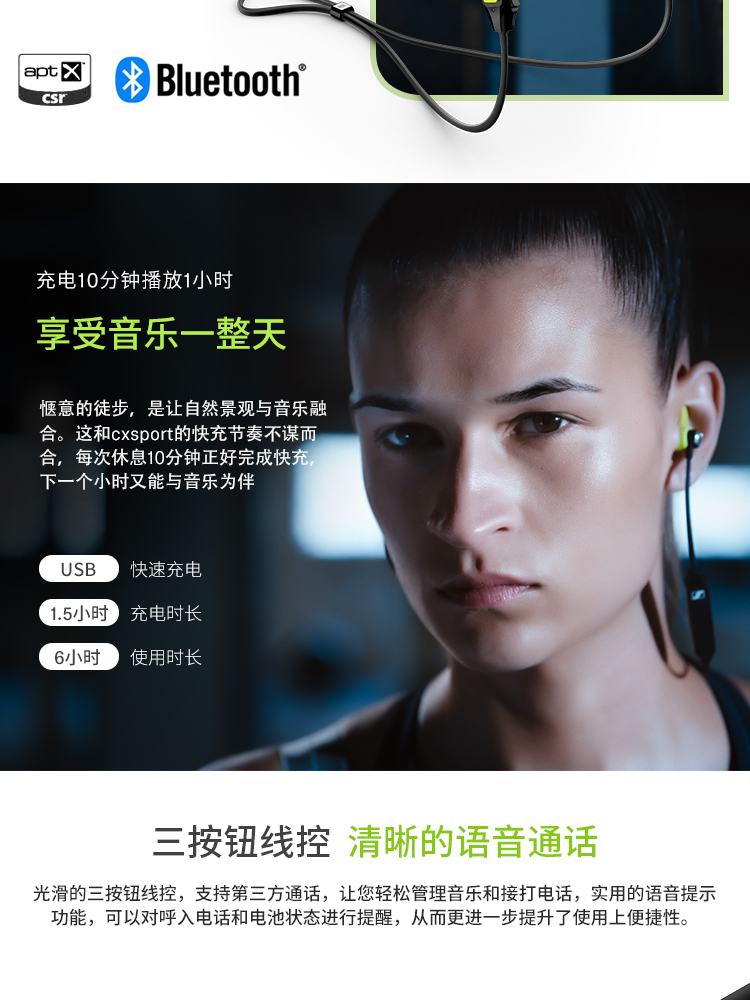 aptX
csr
Bluetooth®
充电10分钟播放1小时
享受音乐一整天
惬意的徒步，是让自然景观与音乐融
合。这和cxsport的快充节奏不谋而
合，每次休息10分钟正好完成快充，
下一个小时又能与音乐为伴
USB 快速充电
1.5小时 充电时长
6小时 使用时长
三按钮线控 清晰的语音通话
光滑的三按钮线控，支持第三方通话，让您轻松管理音乐和接打电话，实用的语音提示
功能，可以对呼入电话和电池状态进行提醒，从而更进一步提升了使用上便捷性。